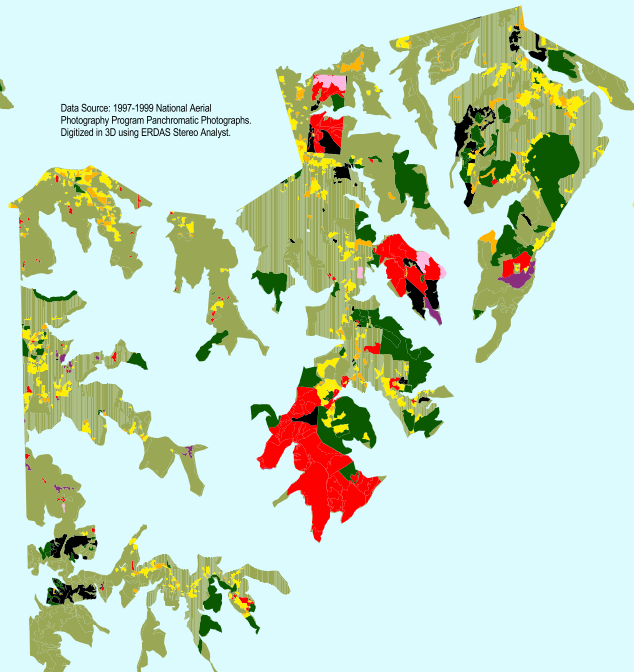 Data Source: 1997-1999 National Aerial
Photography Program Panchromatic Photographs.
Digitized in 3D using ERDAS Stereo Analyst.